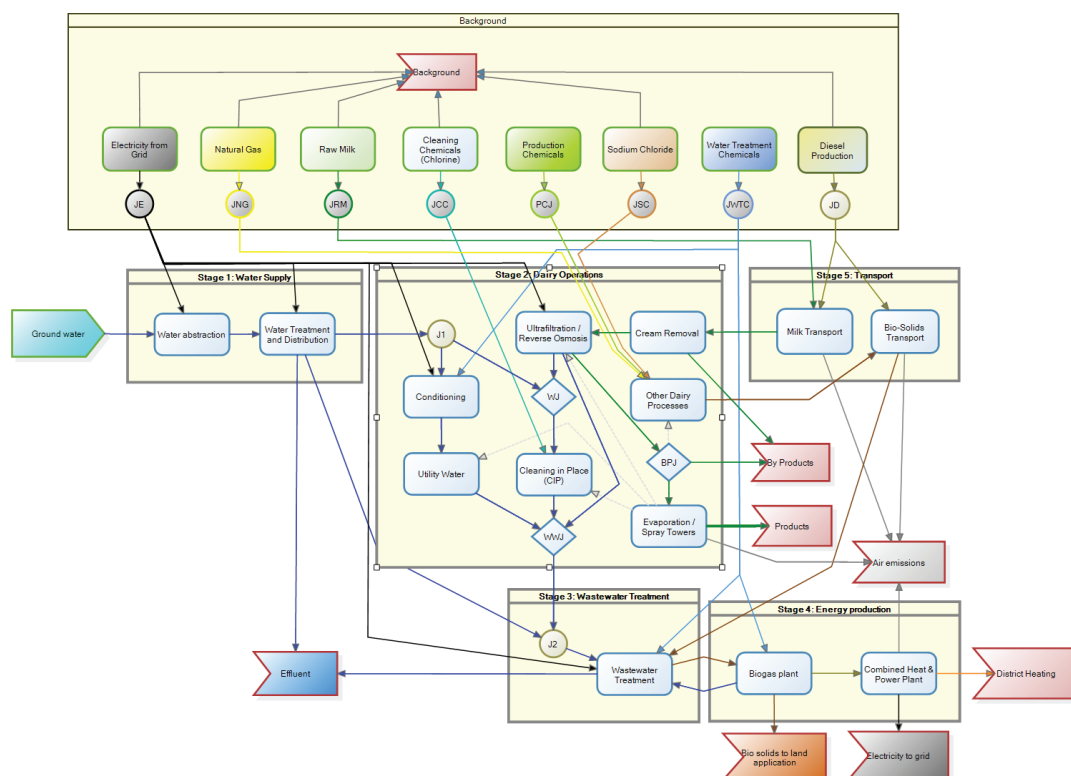 Background
Background
Electricity from
Grid
Natural Gas
Raw Milk
Cleaning
Chemicals
(Chlorine)
Production
Chemicals
Sodium Chloride
Water Treatment
Chemicals
Diesel
Production
JE
JNG
JRM
JCC
PCJ
JSC
JWTC
JD
Stage 1: Water Supply
Stage 2: Dairy Operations
Stage 5: Transport
Ground water
Water abstraction
Water Treatment
and Distribution
J1
Ultrafiltration /
Reverse Osmosis
Cream Removal
Milk Transport
Bio-Solids
Transport
Conditioning
WJ
Other Dairy
Processes
Utility Water
Cleaning in Place
(CIP)
BPJ
By Products
WWJ
Evaporation /
Spray Towers
Products
Air emissions
Stage 3: Wastewater Treatment
Stage 4: Energy production
J2
Effluent
Wastewater
Treatment
Biogas plant
Combined Heat &
Power Plant
District Heating
Bio solids to land
application
Electricity to grid